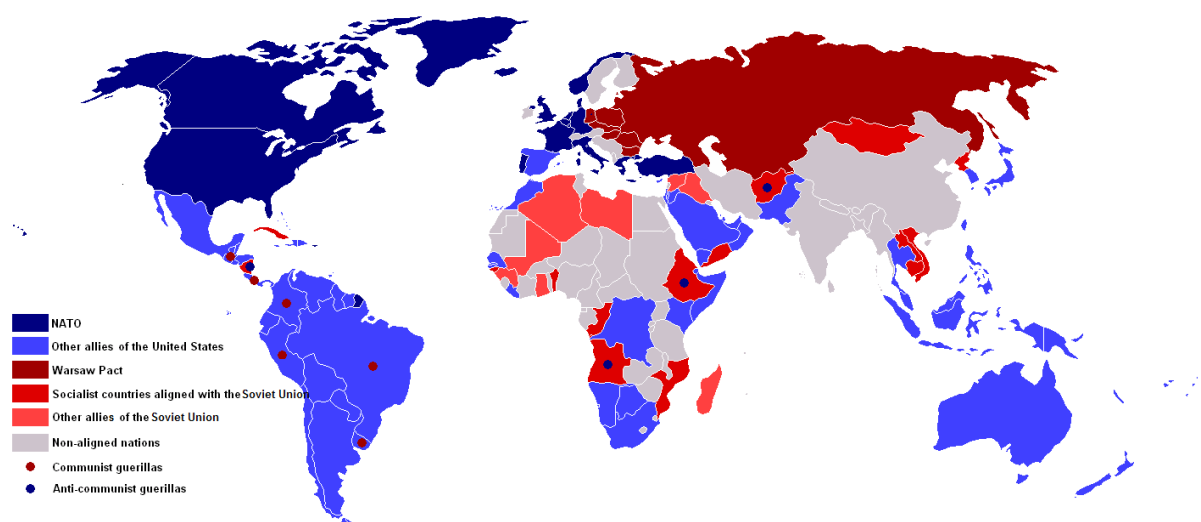 NATO
Other allies of the United States
Warsaw Pact
Socialist countries aligned with the Soviet Union
Other allies of the Soviet Union
Non-aligned nations
Communist guerillas
Anti-communist guerillas